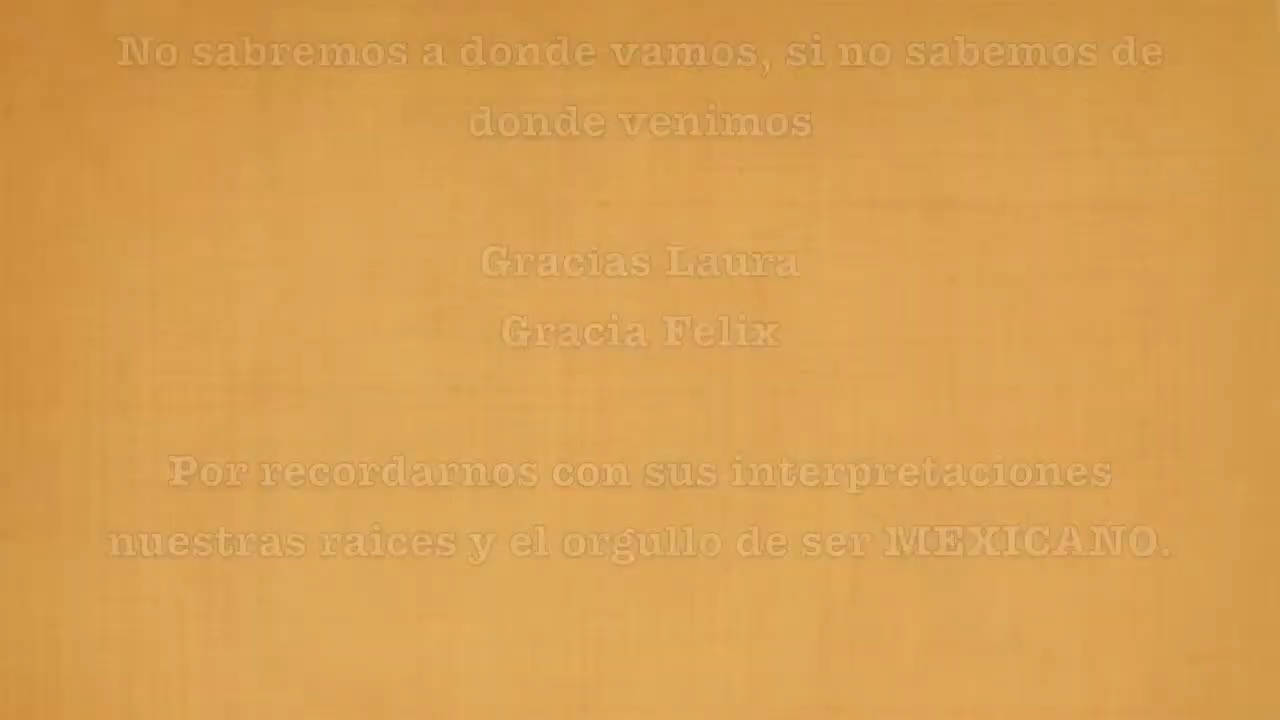 No sabremos a donde vamos, si no sabemos de
donde venimos
Gracias Laura
Gracia Felix
Por recordarnos con sus interpretaciones
nuestras raices y el orgullo de ser MEXICANO.